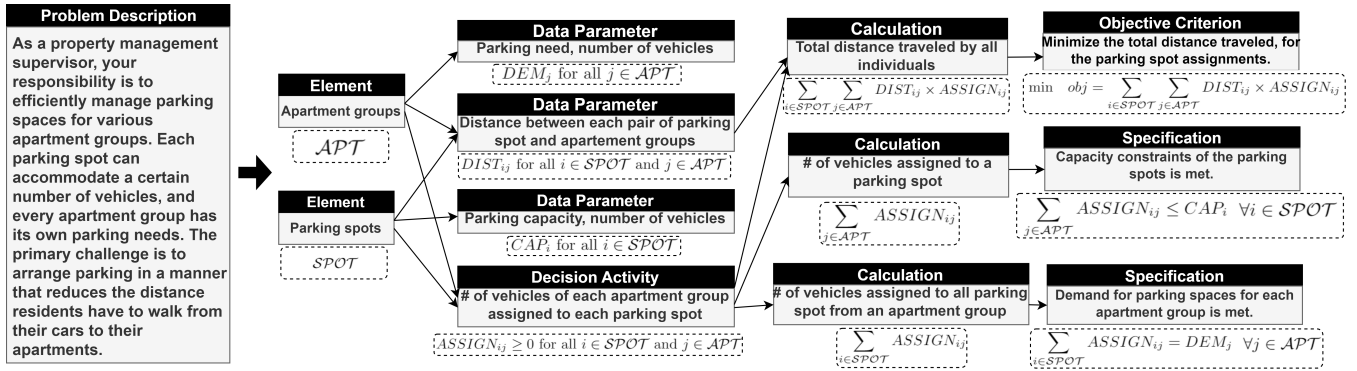 Problem Description
As a property management
supervisor, your
responsibility is to
efficiently manage parking
spaces for various
apartment groups. Each
parking spot can
accommodate a certain
number of vehicles, and
every apartment group has
its own parking needs. The
primary challenge is to
arrange parking in a manner
that reduces the distance
residents have to walk from
their cars to their
apartments.
Element
Apartment groups
𝒜𝒫𝒯
Element
Parking spots
𝒮𝒫𝒪𝒯
Data Parameter
Parking need, number of vehicles
DEM_j for all j ∈ 𝒜𝒫𝒯
Data Parameter
Distance between each pair of parking
spot and apartement groups
DIST_ij for all i ∈ 𝒮𝒫𝒪𝒯 and j ∈ 𝒜𝒫𝒯
Data Parameter
Parking capacity, number of vehicles
CAP_i for all i ∈ 𝒮𝒫𝒪𝒯
Decision Activity
# of vehicles of each apartment group
assigned to each parking spot
ASSIGN_ij ≥ 0 for all i ∈ 𝒮𝒫𝒪𝒯 and j ∈ 𝒜𝒫𝒯
Calculation
Total distance traveled by all
individuals
∑_{i∈𝒮𝒫𝒪𝒯} ∑_{j∈𝒜𝒫𝒯} DIST_ij × ASSIGN_ij
Calculation
# of vehicles assigned to a
parking spot
∑_{j∈𝒜𝒫𝒯} ASSIGN_ij
Calculation
# of vehicles assigned to all parking
spot from an apartment group
∑_{i∈𝒮𝒫𝒪𝒯} ASSIGN_ij
Objective Criterion
Minimize the total distance traveled, for
the parking spot assignments.
min obj = ∑_{i∈𝒮𝒫𝒪𝒯} ∑_{j∈𝒜𝒫𝒯} DIST_ij × ASSIGN_ij
Specification
Capacity constraints of the parking
spots is met.
∑_{j∈𝒜𝒫𝒯} ASSIGN_ij ≤ CAP_i ∀i ∈ 𝒮𝒫𝒪𝒯
Specification
Demand for parking spaces for each
apartment group is met.
∑_{i∈𝒮𝒫𝒪𝒯} ASSIGN_ij = DEM_j ∀j ∈ 𝒜𝒫𝒯